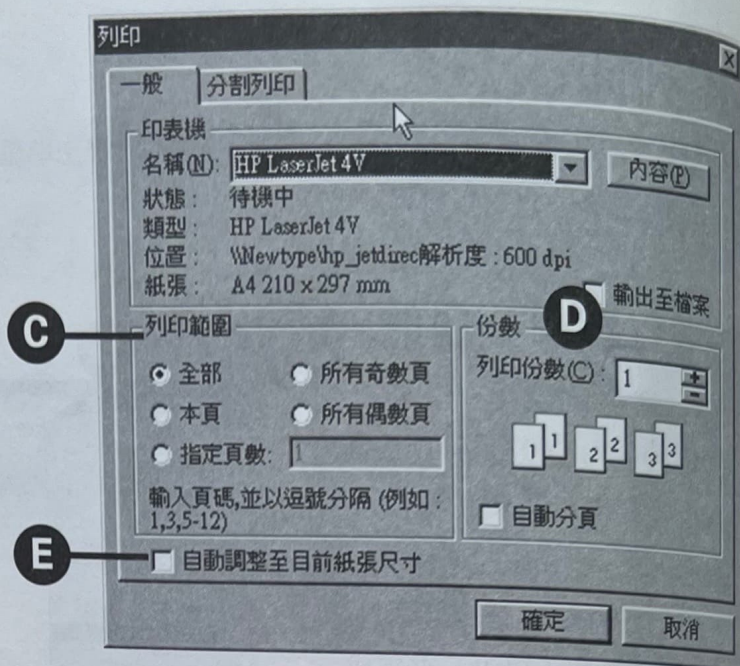 列印
一般 分割列印
印表機
名稱(N): HP LaserJet 4V 內容(P)
狀態: 待機中
類型: HP LaserJet 4V
位置: \\Newtype\hp_jetdirec解析度:600 dpi
紙張: A4 210 x 297 mm
輸出至檔案
C
列印範圍
全部 所有奇數頁
本頁 所有偶數頁
指定頁數: 1
輸入頁碼,並以逗號分隔 (例如:
1,3,5-12)
D
份數
列印份數(C): 1
1 1 2 2 3 3
自動分頁
E
自動調整至目前紙張尺寸
確定 取消